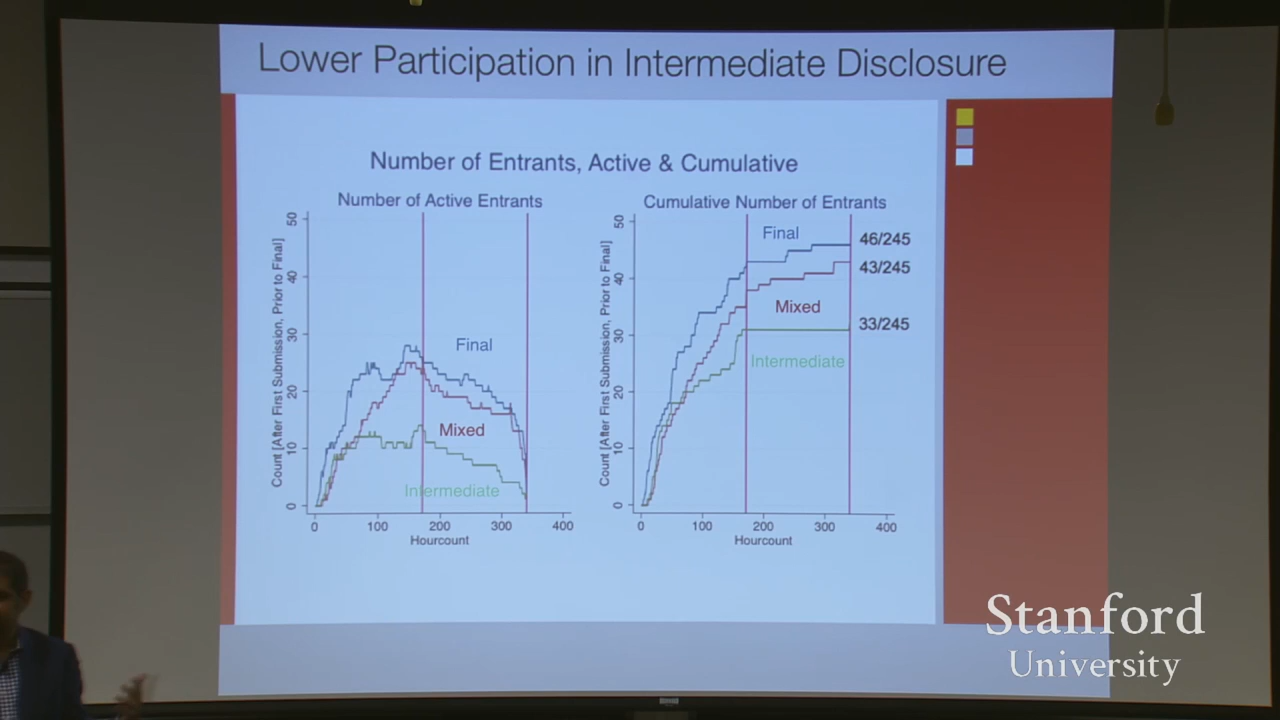 Lower Participation in Intermediate Disclosure
Number of Entrants, Active & Cumulative
Number of Active Entrants
Count [After First Submission, Prior to Final]
50
40
30
20
10
0
Final
Mixed
Intermediate
0 100 200 300 400
Hourcount
Cumulative Number of Entrants
Count [After First Submission, Prior to Final]
50
40
30
20
10
0
Final
46/245
43/245
Mixed
33/245
Intermediate
0 100 200 300 400
Hourcount
Stanford
University